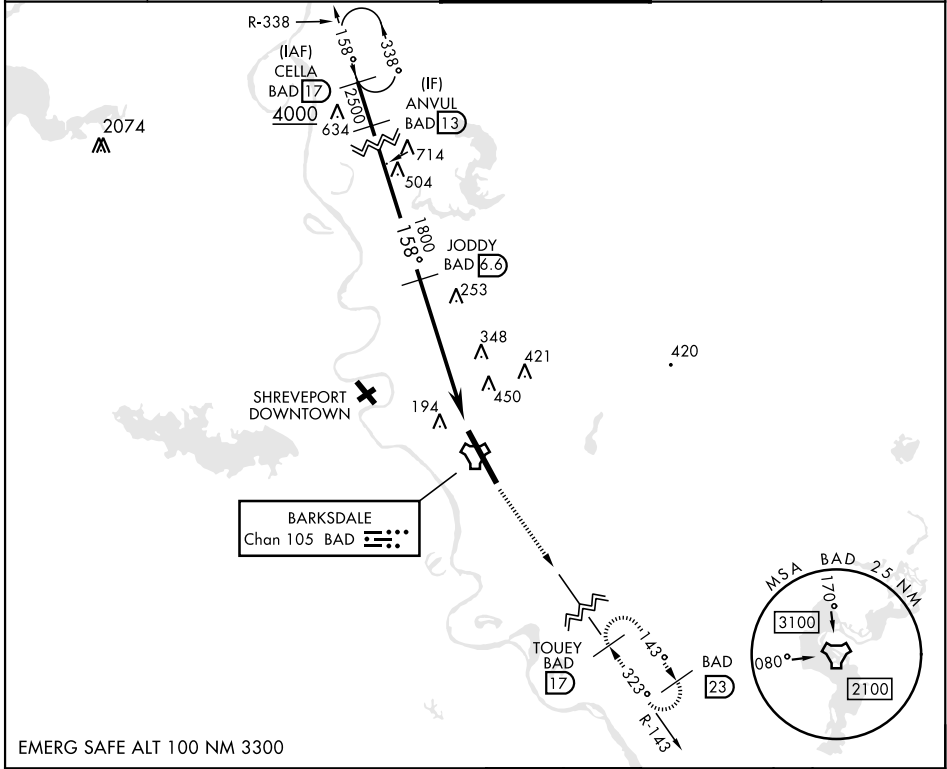 R-338
158°
338°
(IAF)
CELLA
BAD 17
4000
2500
634
(IF)
ANVUL
BAD 13
2074
714
504
1800
158°
JODDY
BAD 6.6
253
348
421
420
450
SHREVEPORT
DOWNTOWN
194
BARKSDALE
Chan 105 BAD
MSA BAD 25 NM
170°
3100
080°
2100
TOUEY
BAD
17
143°
323°
BAD
23
R-143
EMERG SAFE ALT 100 NM 3300